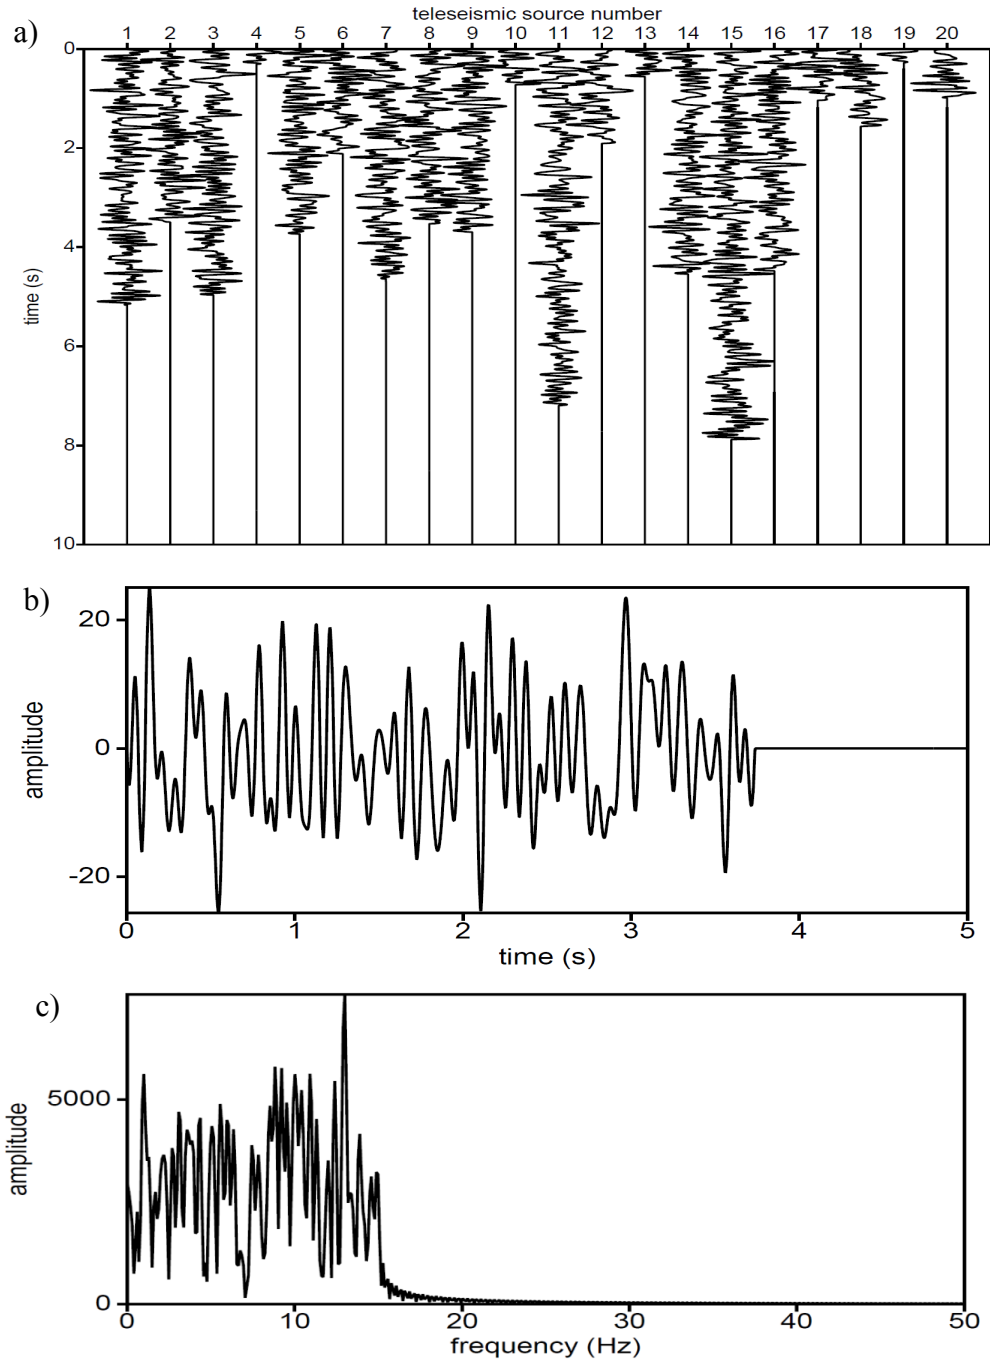 teleseismic source number
a)
1 2 3 4 5 6 7 8 9 10 11 12 13 14 15 16 17 18 19 20
0
2
4
6
8
10
time (s)
b)
20
0
-20
amplitude
0 1 2 3 4 5
time (s)
c)
5000
0
amplitude
0 10 20 30 40 50
frequency (Hz)